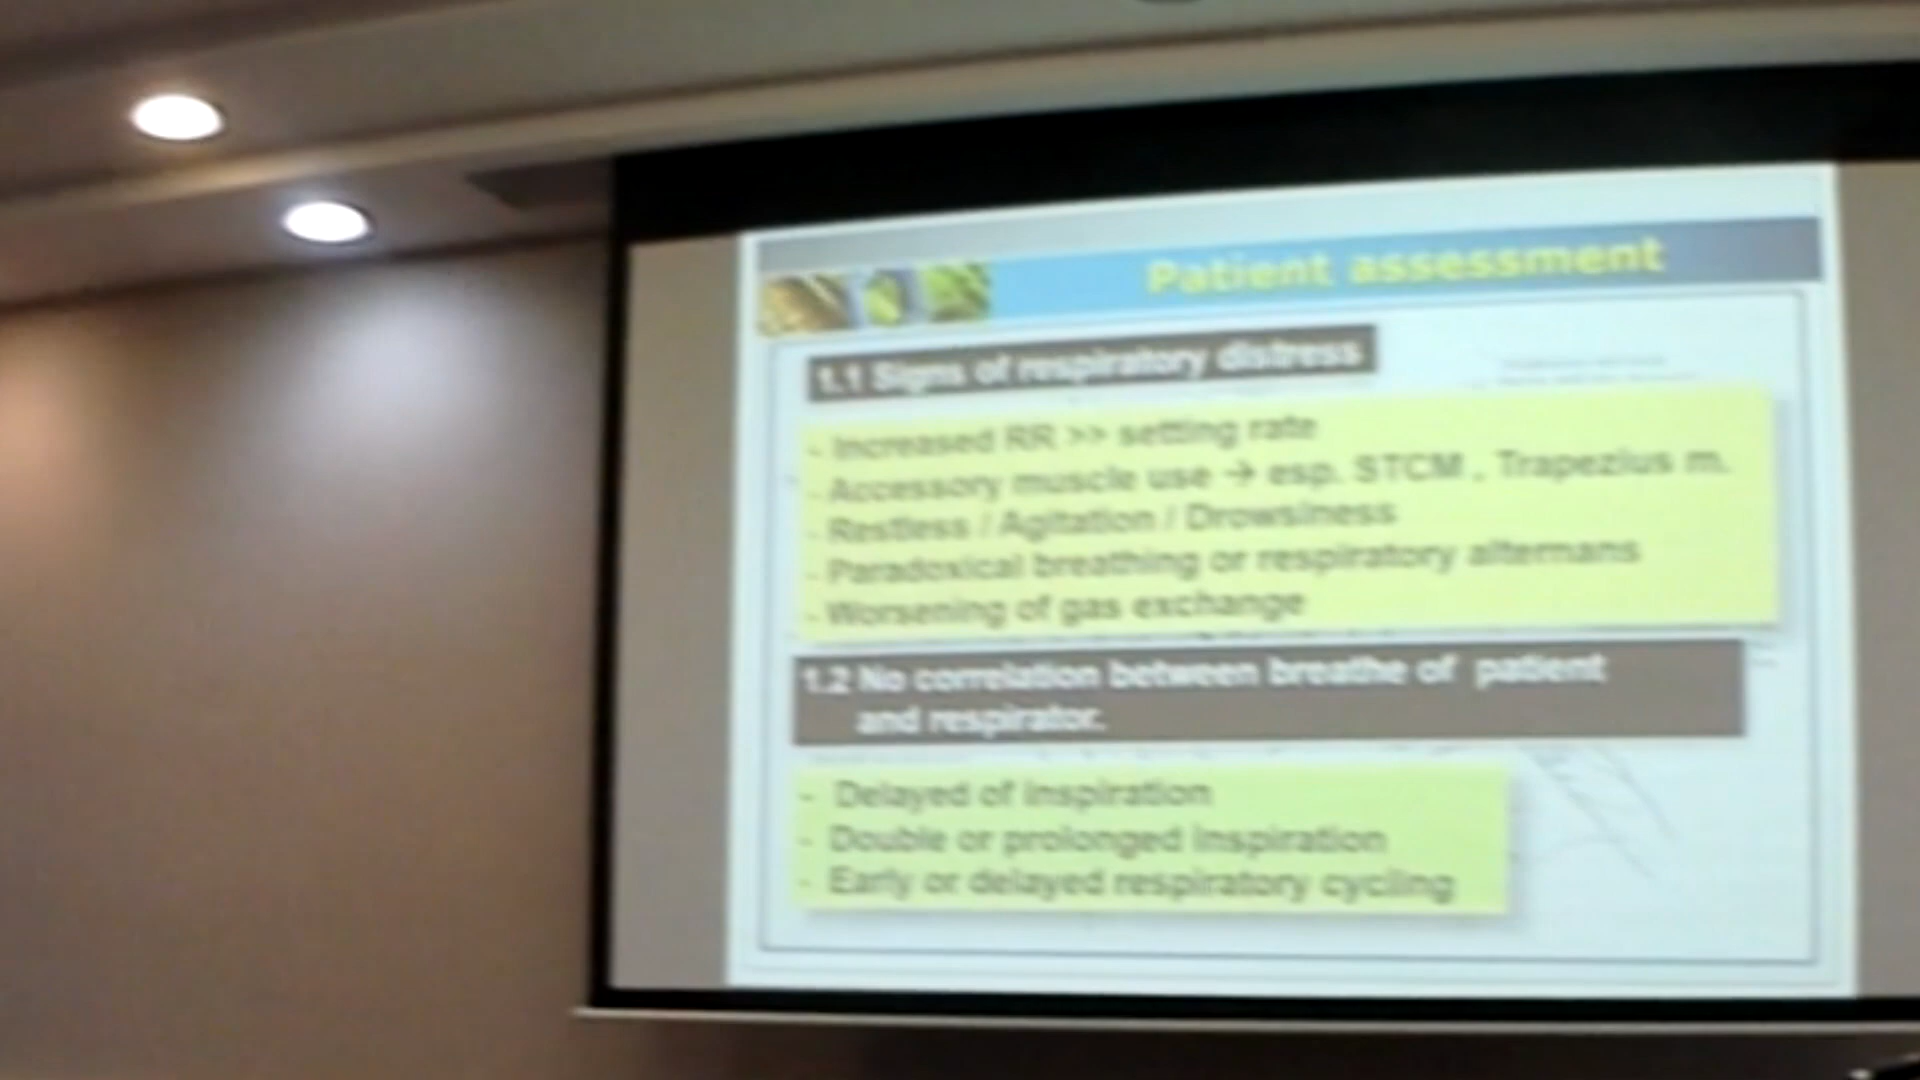 Patient assessment
1.1 Signs of respiratory distress
- Increased RR >> setting rate
- Accessory muscle use → esp. STCM , Trapezius m.
- Restless / Agitation / Drowsiness
- Paradoxical breathing or respiratory alternans
- Worsening of gas exchange
1.2 No correlation between breathe of patient
and respirator.
- Delayed of inspiration
- Double or prolonged inspiration
- Early or delayed respiratory cycling